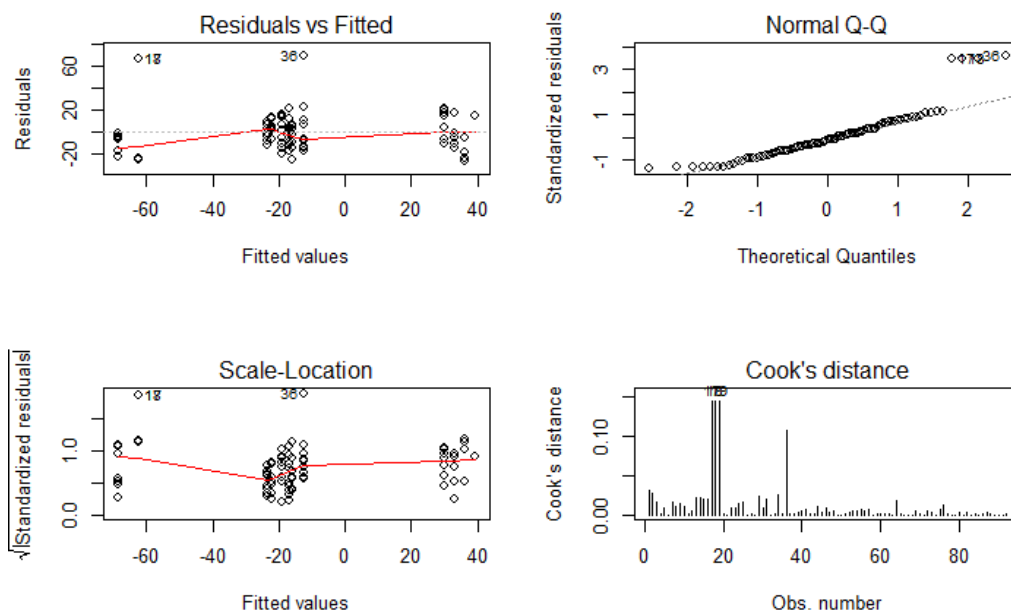 Residuals vs Fitted
Residuals
60
20
-20
36
-60
-40
-20
0
20
40
Fitted values
Normal Q-Q
Standardized residuals
3
1
-1
36
-2
-1
0
1
2
Theoretical Quantiles
Scale-Location
√|Standardized residuals|
1.0
0.0
36
-60
-40
-20
0
20
40
Fitted values
Cook's distance
Cook's distance
0.10
0.00
0
20
40
60
80
Obs. number